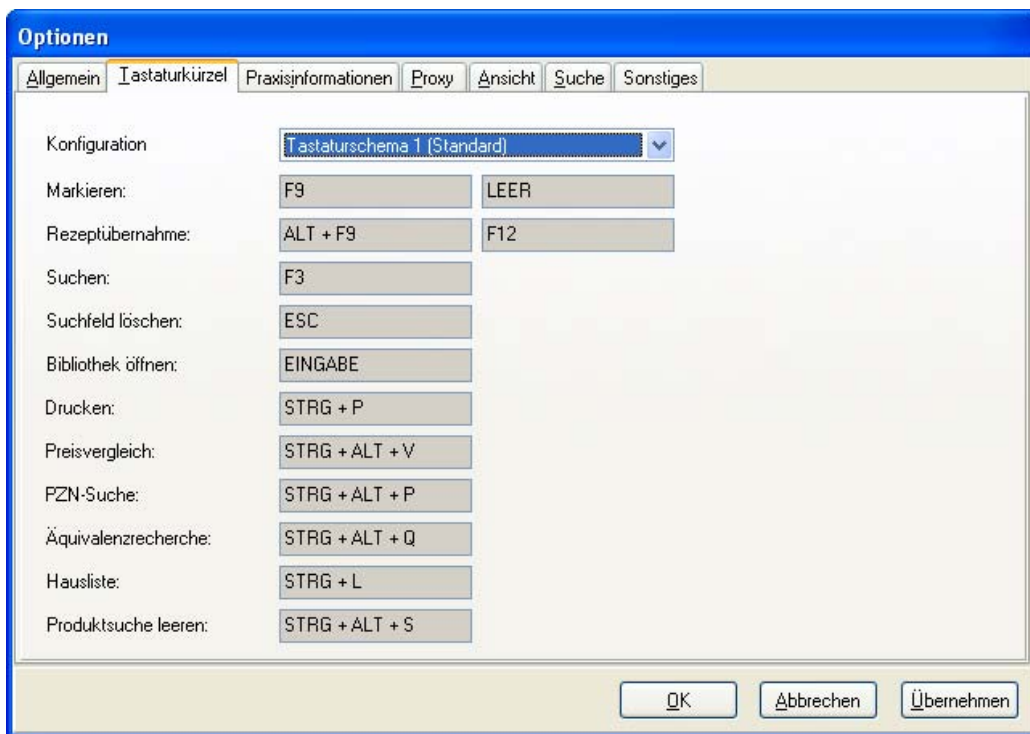 Optionen
Allgemein Tastaturkürzel Praxisinformationen Proxy Ansicht Suche Sonstiges
Konfiguration Tastaturschema 1 (Standard)
Markieren: F9 LEER
Rezeptübernahme: ALT + F9 F12
Suchen: F3
Suchfeld löschen: ESC
Bibliothek öffnen: EINGABE
Drucken: STRG + P
Preisvergleich: STRG + ALT + V
PZN-Suche: STRG + ALT + P
Äquivalenzrecherche: STRG + ALT + Q
Hausliste: STRG + L
Produktsuche leeren: STRG + ALT + S
OK Abbrechen Übernehmen